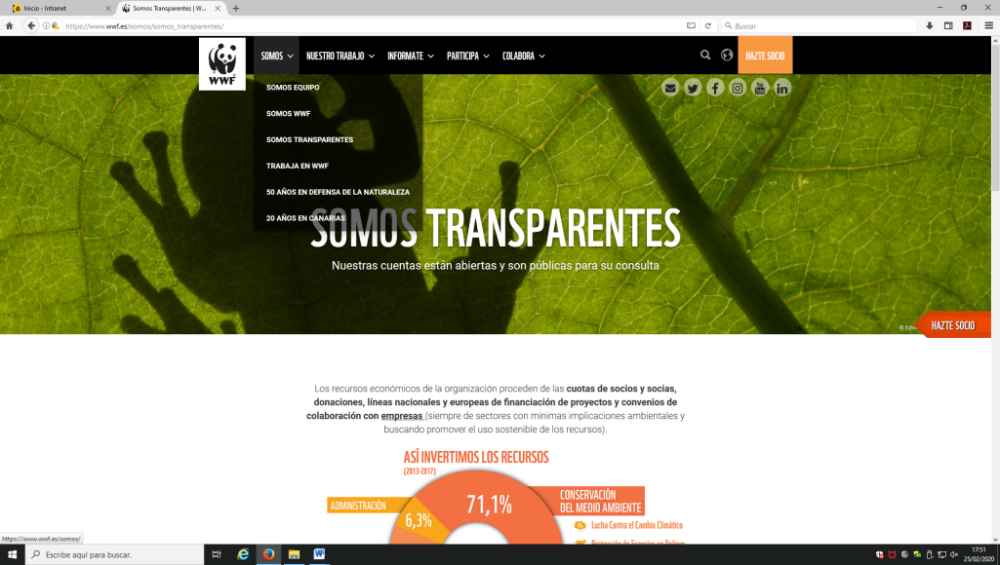 Inicio - Intranet
Somos Transparentes | W...
https://www.wwf.es/somos/somos_transparentes/
Buscar
WWF
SOMOS
NUESTRO TRABAJO
INFORMATE
PARTICIPA
COLABORA
HAZTE SOCIO
SOMOS EQUIPO
SOMOS WWF
SOMOS TRANSPARENTES
TRABAJA EN WWF
50 AÑOS EN DEFENSA DE LA NATURALEZA
20 AÑOS EN CANARIAS
SOMOS TRANSPARENTES
Nuestras cuentas están abiertas y son públicas para su consulta
HAZTE SOCIO
Los recursos económicos de la organización proceden de las cuotas de socios y socias,
donaciones, líneas nacionales y europeas de financiación de proyectos y convenios de
colaboración con empresas (siempre de sectores con mínimas implicaciones ambientales y
buscando promover el uso sostenible de los recursos).
ASÍ INVERTIMOS LOS RECURSOS
(2013-2017)
ADMINISTRACIÓN
6,3%
71,1%
CONSERVACIÓN
DEL MEDIO AMBIENTE
Lucha Contra el Cambio Climático
Protección de Especies en Peligro
https://www.wwf.es/somos/
Escribe aquí para buscar.
17:51
25/02/2020